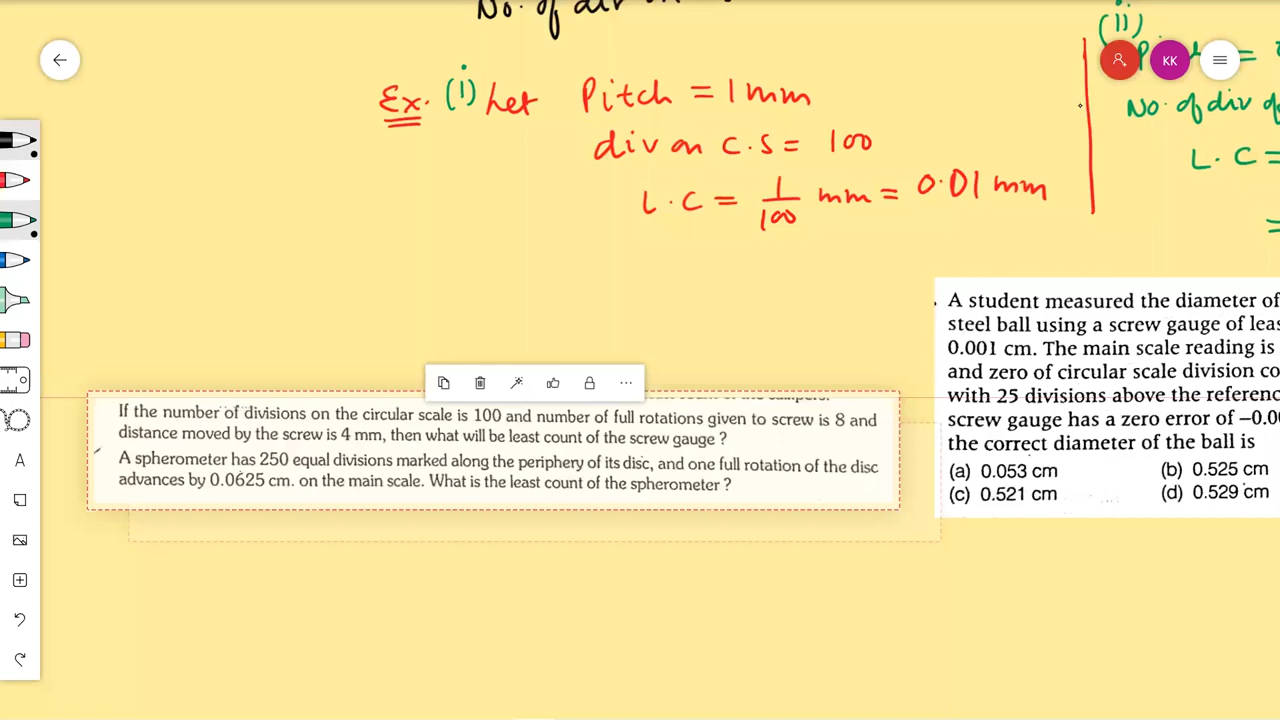 No. of div on
(ii)
Ex. (i) Let Pitch = 1 mm
div on C.S = 100
L.C = 1/100 mm = 0.01 mm
KK
No. of div of
L.C =
=
If the number of divisions on the circular scale is 100 and number of full rotations given to screw is 8 and
distance moved by the screw is 4 mm, then what will be least count of the screw gauge ?
A spherometer has 250 equal divisions marked along the periphery of its disc, and one full rotation of the disc
advances by 0.0625 cm. on the main scale. What is the least count of the spherometer ?
A student measured the diameter of
steel ball using a screw gauge of leas
0.001 cm. The main scale reading is
and zero of circular scale division co
with 25 divisions above the referenc
screw gauge has a zero error of –0.00
the correct diameter of the ball is
(a) 0.053 cm (b) 0.525 cm
(c) 0.521 cm (d) 0.529 cm
A